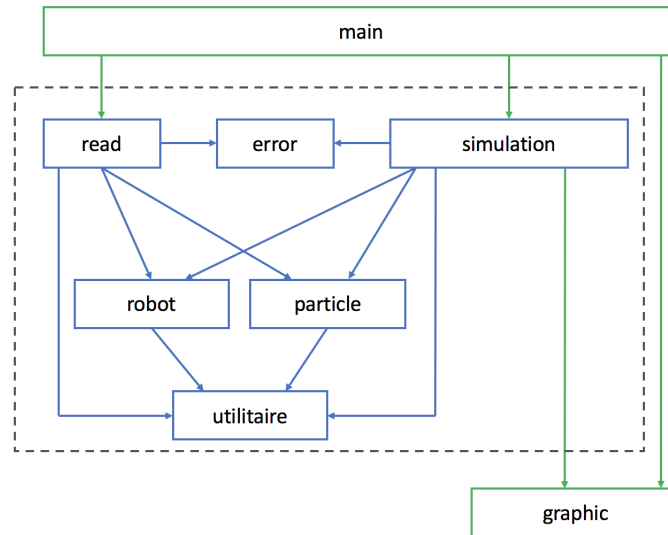 main
read
error
simulation
robot
particle
utilitaire
graphic